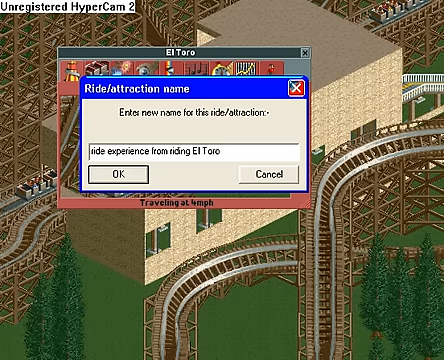 Unregistered HyperCam 2
El Toro
Ride/attraction name
Enter new name for this ride/attraction:-
ride experience from riding El Toro
OK
Cancel
Traveling at 4mph